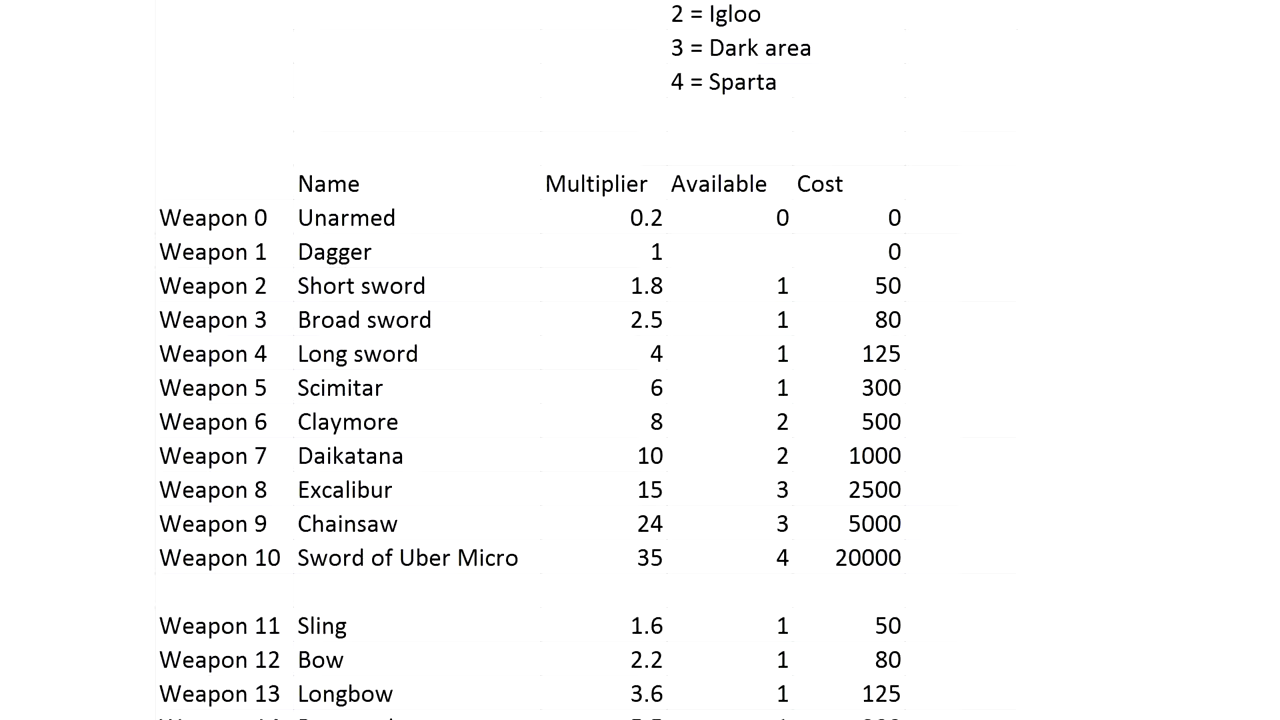 2 = Igloo
3 = Dark area
4 = Sparta
Name Multiplier Available Cost
Weapon 0 Unarmed 0.2 0 0
Weapon 1 Dagger 1 0
Weapon 2 Short sword 1.8 1 50
Weapon 3 Broad sword 2.5 1 80
Weapon 4 Long sword 4 1 125
Weapon 5 Scimitar 6 1 300
Weapon 6 Claymore 8 2 500
Weapon 7 Daikatana 10 2 1000
Weapon 8 Excalibur 15 3 2500
Weapon 9 Chainsaw 24 3 5000
Weapon 10 Sword of Uber Micro 35 4 20000
Weapon 11 Sling 1.6 1 50
Weapon 12 Bow 2.2 1 80
Weapon 13 Longbow 3.6 1 125